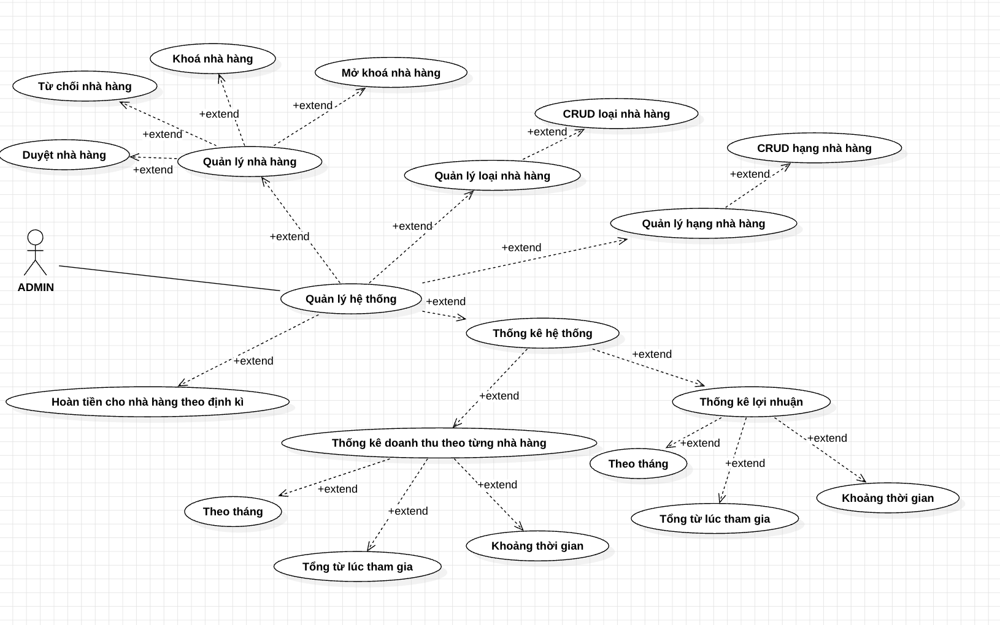 Khoá nhà hàng
Mở khoá nhà hàng
Từ chối nhà hàng
+extend
+extend
CRUD loại nhà hàng
+extend
+extend
CRUD hạng nhà hàng
Duyệt nhà hàng
Quản lý nhà hàng
+extend
Quản lý loại nhà hàng
+extend
Quản lý hạng nhà hàng
+extend
+extend
+extend
ADMIN
Quản lý hệ thống
+extend
Thống kê hệ thống
+extend
+extend
+extend
Hoàn tiền cho nhà hàng theo định kì
Thống kê lợi nhuận
Thống kê doanh thu theo từng nhà hàng
+extend
+extend
Theo tháng
+extend
+extend
+extend
Khoảng thời gian
Theo tháng
+extend
Tổng từ lúc tham gia
Khoảng thời gian
Tổng từ lúc tham gia